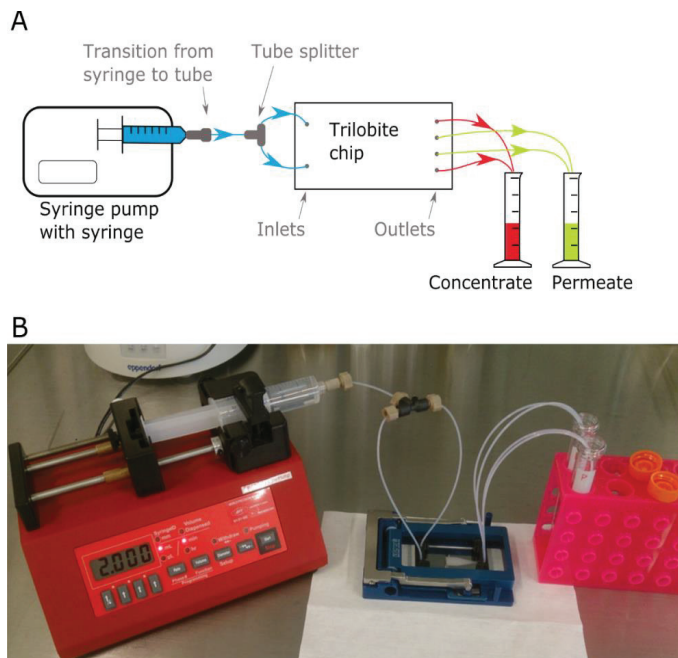 A
Transition from
syringe to tube
Tube splitter
Trilobite
chip
Syringe pump
with syringe
Inlets
Outlets
Concentrate
Permeate
B
eppendorf
2.000